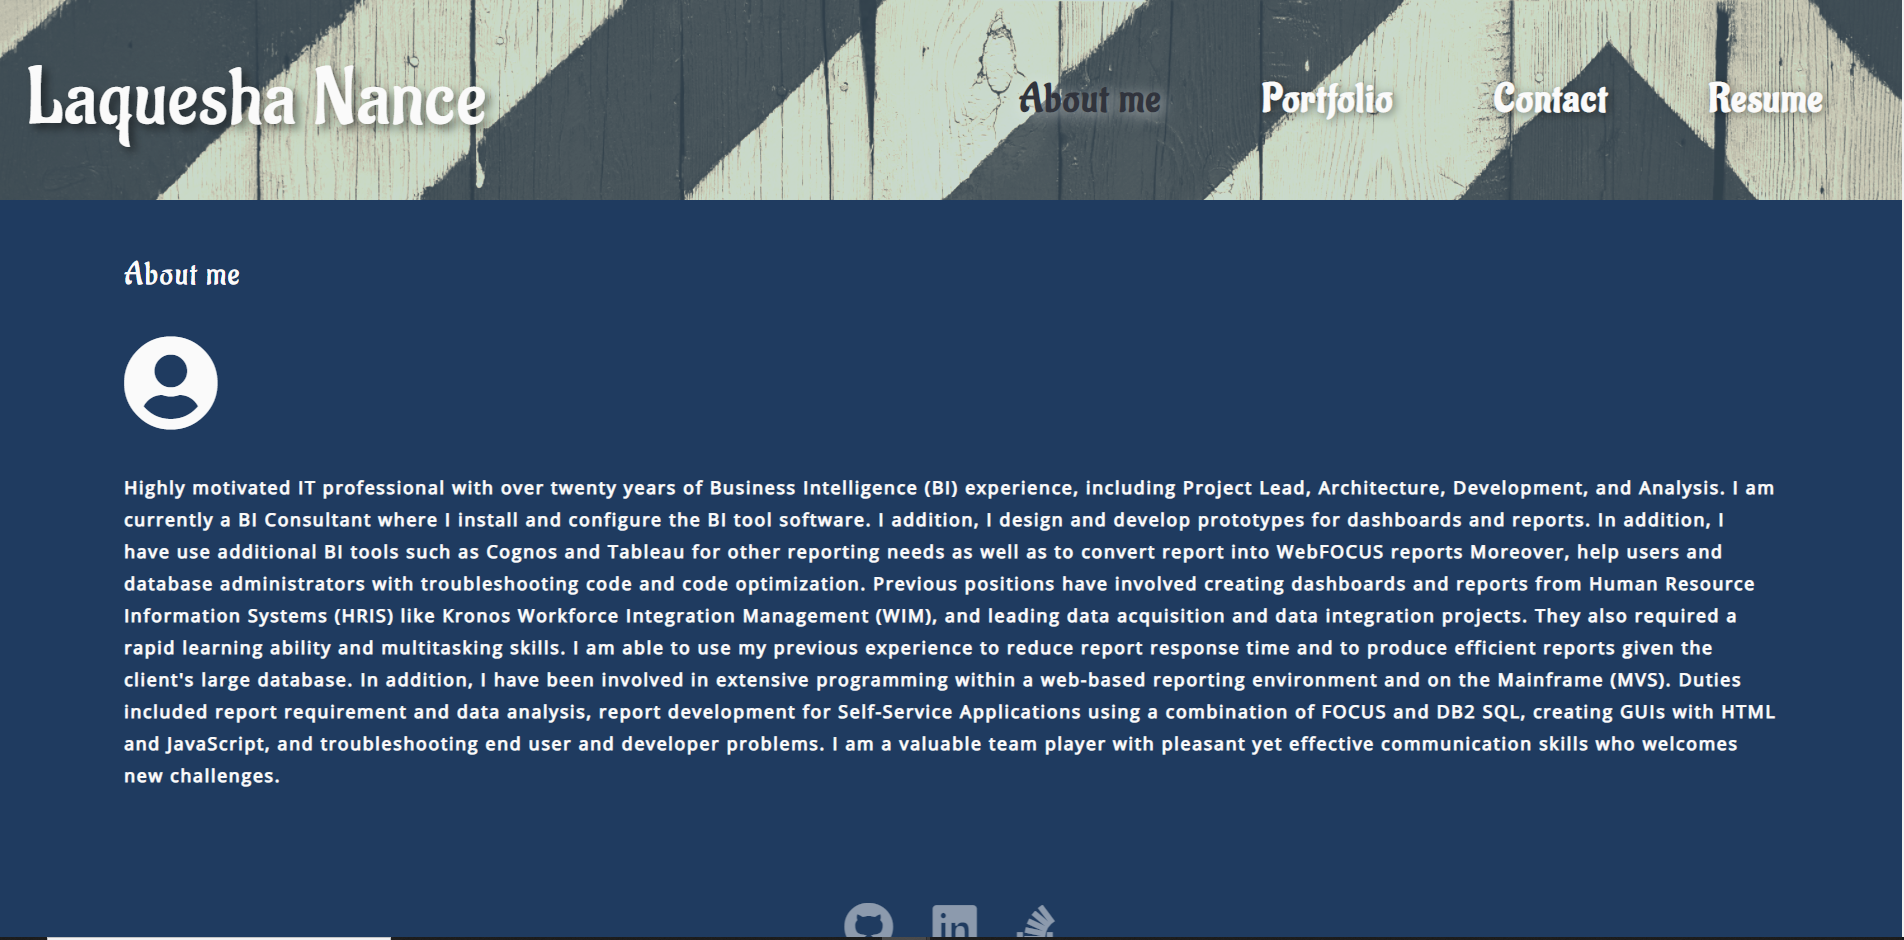 Laquesha Nance
About me
Portfolio
Contact
Resume
About me
Highly motivated IT professional with over twenty years of Business Intelligence (BI) experience, including Project Lead, Architecture, Development, and Analysis. I am
currently a BI Consultant where I install and configure the BI tool software. I addition, I design and develop prototypes for dashboards and reports. In addition, I
have use additional BI tools such as Cognos and Tableau for other reporting needs as well as to convert report into WebFOCUS reports Moreover, help users and
database administrators with troubleshooting code and code optimization. Previous positions have involved creating dashboards and reports from Human Resource
Information Systems (HRIS) like Kronos Workforce Integration Management (WIM), and leading data acquisition and data integration projects. They also required a
rapid learning ability and multitasking skills. I am able to use my previous experience to reduce report response time and to produce efficient reports given the
client's large database. In addition, I have been involved in extensive programming within a web-based reporting environment and on the Mainframe (MVS). Duties
included report requirement and data analysis, report development for Self-Service Applications using a combination of FOCUS and DB2 SQL, creating GUIs with HTML
and JavaScript, and troubleshooting end user and developer problems. I am a valuable team player with pleasant yet effective communication skills who welcomes
new challenges.
in